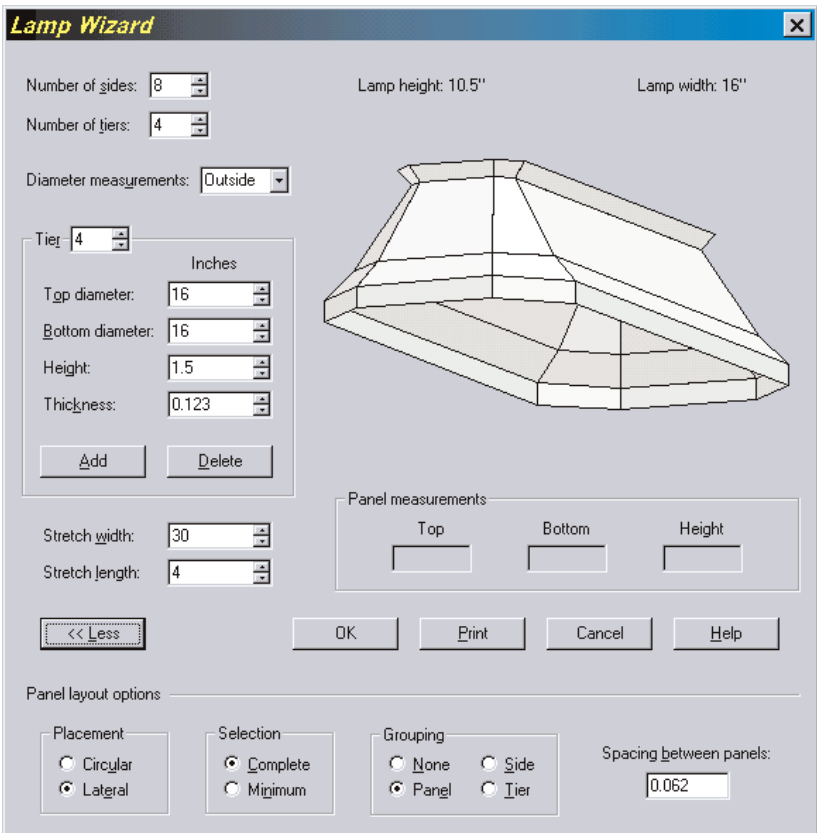 Lamp Wizard
Number of sides: 8
Lamp height: 10.5"
Lamp width: 16"
Number of tiers: 4
Diameter measurements: Outside
Tier 4
Inches
Top diameter: 16
Bottom diameter: 16
Height: 1.5
Thickness: 0.123
Add
Delete
Stretch width: 30
Stretch length: 4
Panel measurements
Top
Bottom
Height
<< Less
OK
Print
Cancel
Help
Panel layout options
Placement
Circular
Lateral
Selection
Complete
Minimum
Grouping
None
Side
Panel
Tier
Spacing between panels:
0.062